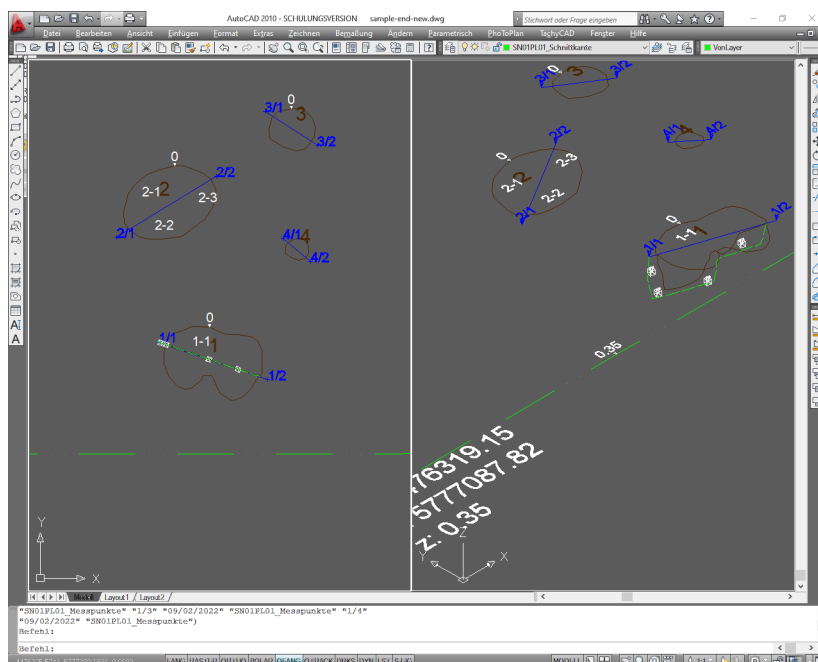 AutoCAD 2010 - SCHULUNGSVERSION sample-end-new.dwg
Stichwort oder Frage eingeben
Datei Bearbeiten Ansicht Einfügen Format Extras Zeichnen Bemaßung Ändern Parametrisch PhoToPlan TachyCAD Fenster Hilfe
SN01PL01_Schnittkante
VonLayer
0
3/1
3
3/2
0
2/2
2-1
2
2-3
2-2
2/1
4/1
4
4/2
0
1/1
1-1
1
1/2
Y
X
0
3
3/1
3/2
4/1
4
4/2
2/2
0
2-3
2-1
2
2-2
2/1
1/2
0
1/1
1-1
1
0.35
76319.15
5777087.82
z: 0.35
Z
Y
X
Modell Layout1 Layout2
"SN01PL01_Messpunkte" "1/3" "09/02/2022" "SN01PL01_Messpunkte" "1/4"
"09/02/2022" "SN01PL01_Messpunkte")
Befehl:
Befehl: